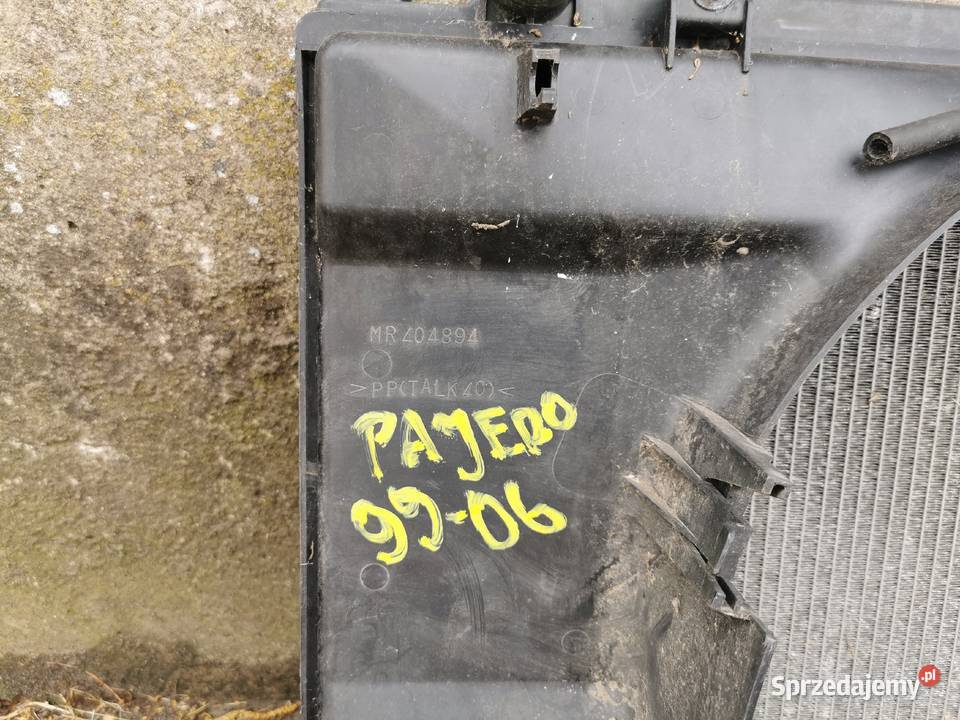 MR404894
>PP(TALK40)<
PAJERO
99-06
Sprzedajemy.pl